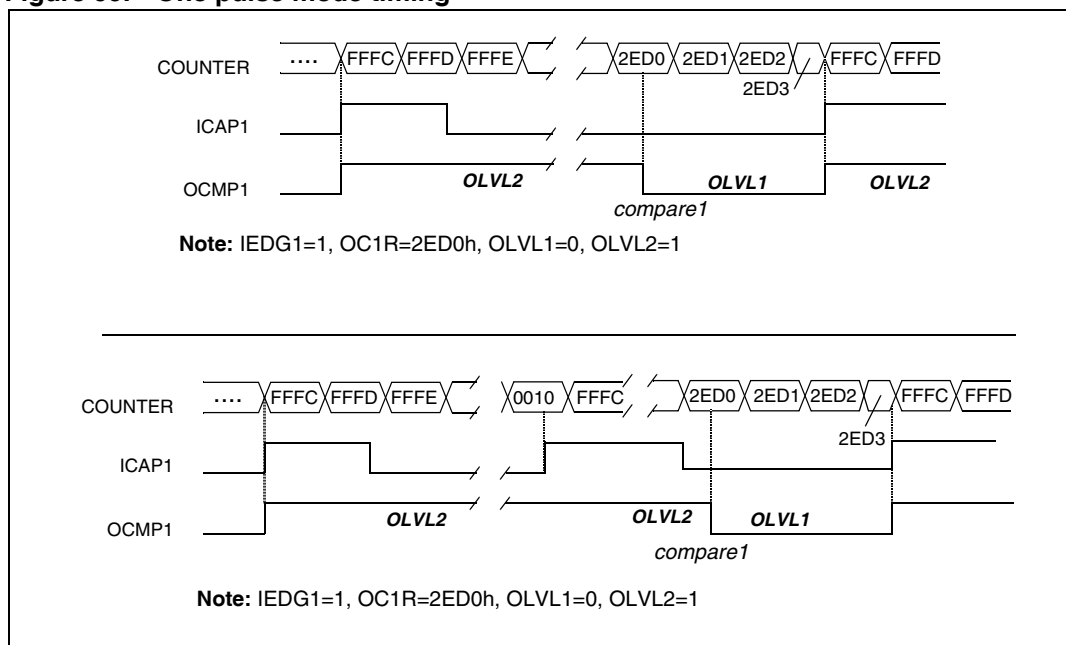 COUNTER .... FFFC FFFD FFFE 2ED0 2ED1 2ED2 FFFC FFFD
2ED3
ICAP1
OCMP1 OLVL2 OLVL1 OLVL2
compare1
Note: IEDG1=1, OC1R=2ED0h, OLVL1=0, OLVL2=1
COUNTER .... FFFC FFFD FFFE 0010 FFFC 2ED0 2ED1 2ED2 FFFC FFFD
2ED3
ICAP1
OCMP1 OLVL2 OLVL2 OLVL1
compare1
Note: IEDG1=1, OC1R=2ED0h, OLVL1=0, OLVL2=1